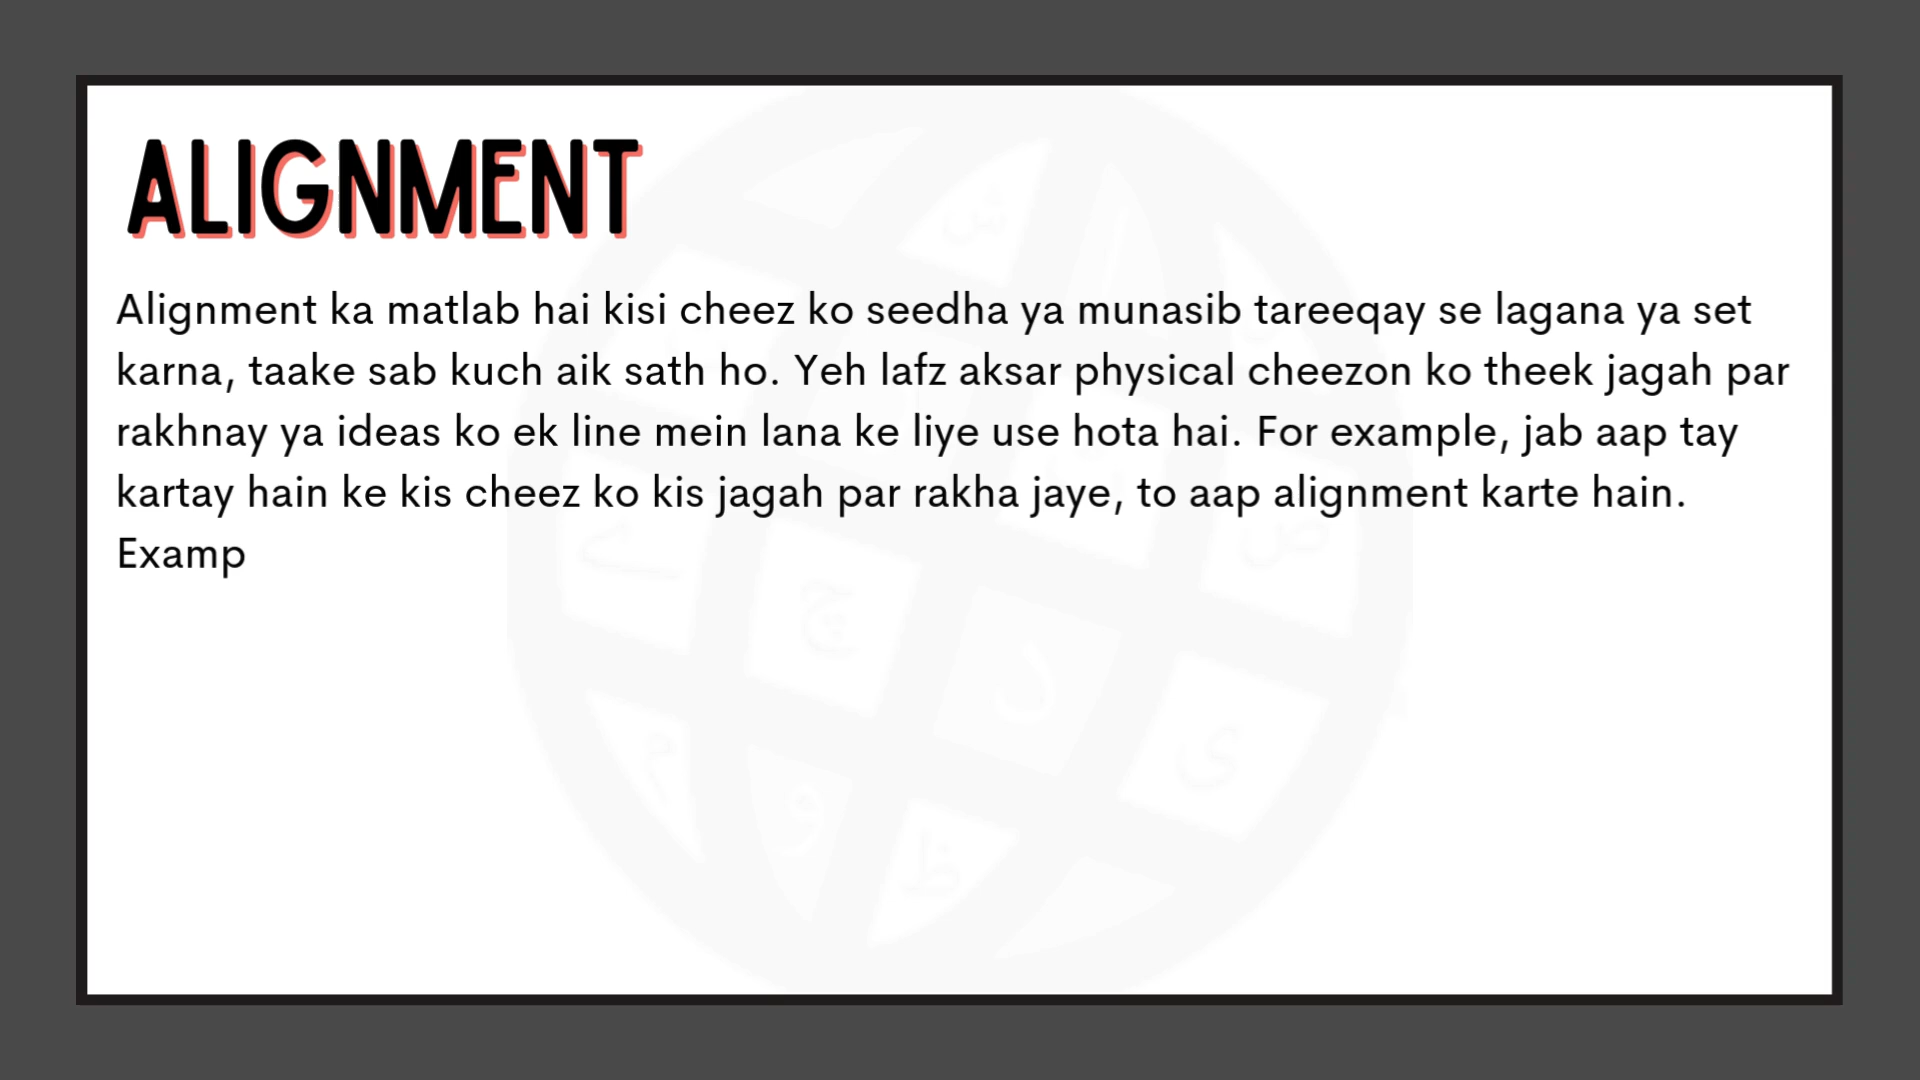 ALIGNMENT
Alignment ka matlab hai kisi cheez ko seedha ya munasib tareeqay se lagana ya set
karna, taake sab kuch aik sath ho. Yeh lafz aksar physical cheezon ko theek jagah par
rakhnay ya ideas ko ek line mein lana ke liye use hota hai. For example, jab aap tay
kartay hain ke kis cheez ko kis jagah par rakha jaye, to aap alignment karte hain.
Examp